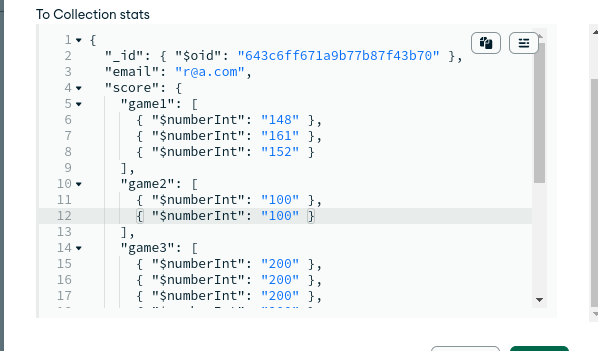 To Collection stats
1 {
2 "_id": { "$oid": "643c6ff671a9b77b87f43b70" },
3 "email": "r@a.com",
4 "score": {
5 "game1": [
6 { "$numberInt": "148" },
7 { "$numberInt": "161" },
8 { "$numberInt": "152" }
9 ],
10 "game2": [
11 { "$numberInt": "100" },
12 { "$numberInt": "100" }
13 ],
14 "game3": [
15 { "$numberInt": "200" },
16 { "$numberInt": "200" },
17 { "$numberInt": "200" },